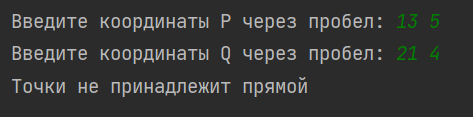 Введите координаты P через пробел: 13 5
Введите координаты Q через пробел: 21 4
Точки не принадлежит прямой